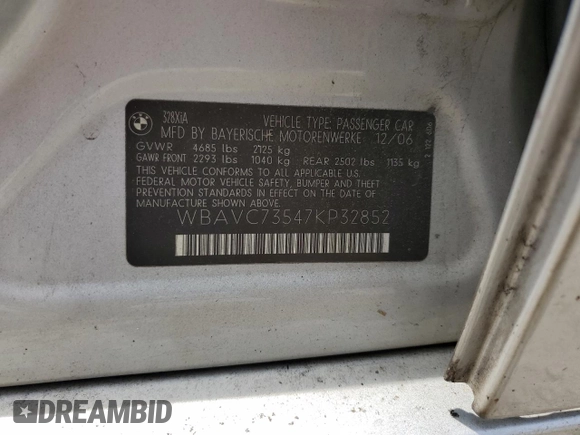 BMW
328XiA VEHICLE TYPE: PASSENGER CAR
MFD BY BAYERISCHE MOTORENWERKE 12/06
GVWR 4685 lbs 2125 kg
GAWR FRONT 2293 lbs 1040 kg REAR 2502 lbs 1135 kg
THIS VEHICLE CONFORMS TO ALL APPLICABLE U.S.
FEDERAL MOTOR VEHICLE SAFETY, BUMPER AND THEFT
PREVENTION STANDARDS IN EFFECT ON THE DATE OF
MANUFACTURE SHOWN ABOVE.
WBAVC73547KP32852
DREAMBID